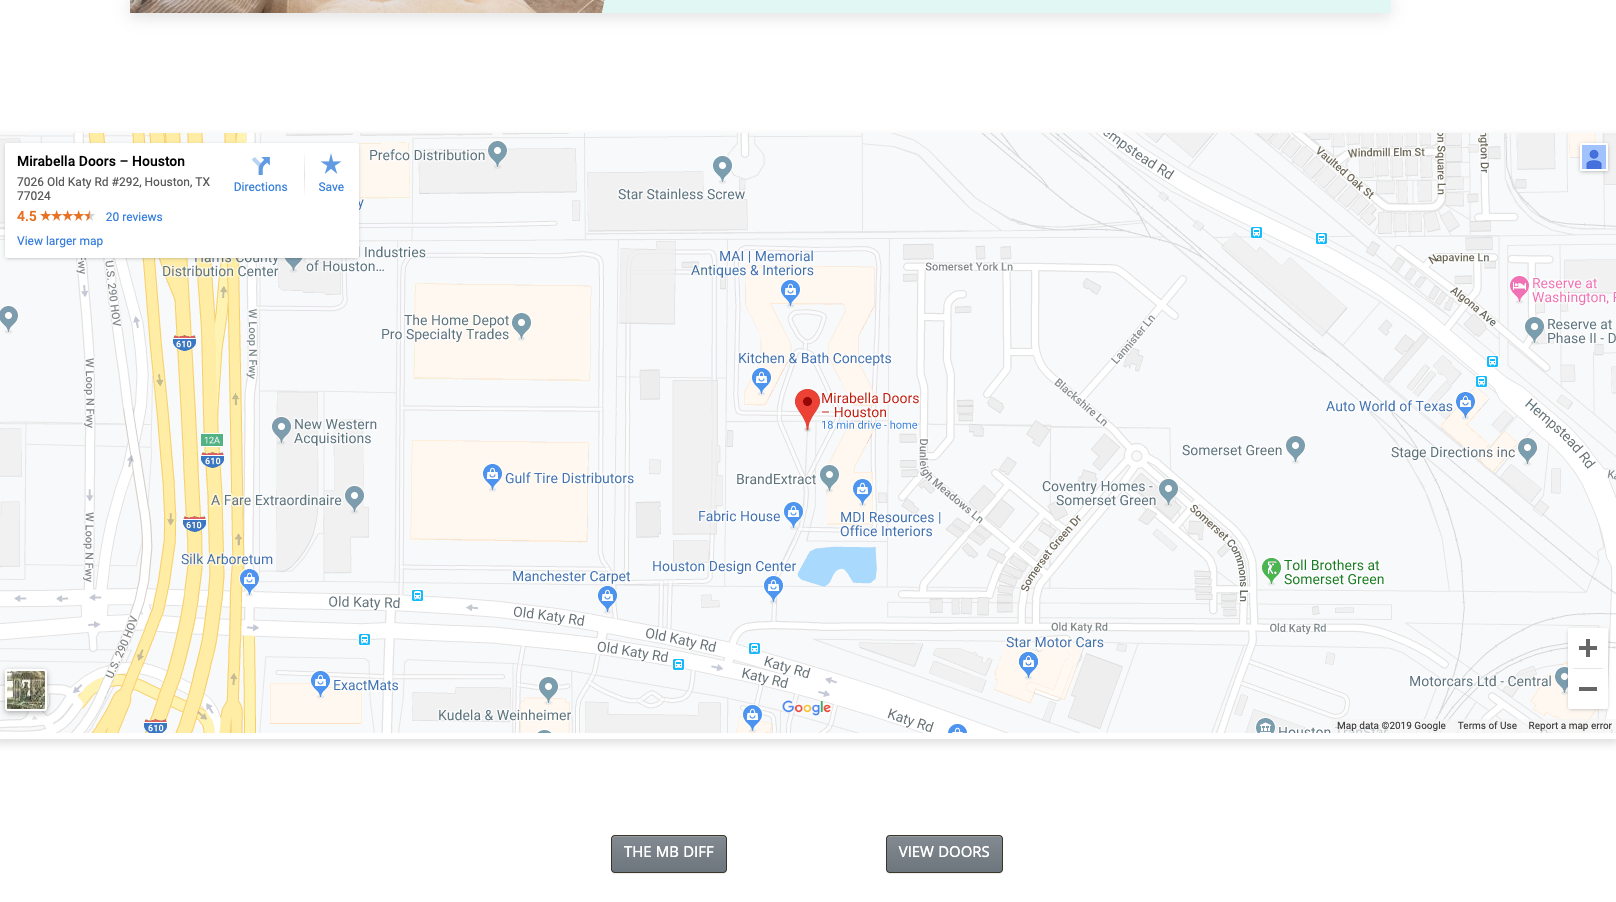 Mirabella Doors – Houston
7026 Old Katy Rd #292, Houston, TX
77024
4.5
20 reviews
View larger map
Directions
Save
Prefco Distribution
Star Stainless Screw
Hempstead Rd
Vaulted Oak St
Windmill Elm St
Napavine Ln
Algona Ave
Reserve at
Washington,
Reserve at
Phase II - D
Distribution Center
Industries
of Houston...
MAI | Memorial
Antiques & Interiors
Somerset York Ln
The Home Depot
Pro Specialty Trades
U.S. 290 HOV
W Loop N Fwy
W Loop N Fwy
610
Kitchen & Bath Concepts
Lannister Ln
Blackshire Ln
Mirabella Doors
– Houston
18 min drive - home
Auto World of Texas
Hempstead Rd
New Western
Acquisitions
12A
610
Somerset Green
Stage Directions inc
Gulf Tire Distributors
BrandExtract
Dunleigh Meadows Ln
Coventry Homes -
Somerset Green
A Fare Extraordinaire
610
W Loop N Fwy
Fabric House
MDI Resources |
Office Interiors
Somerset Green Dr
Somerset Commons Ln
Silk Arboretum
Manchester Carpet
Houston Design Center
Toll Brothers at
Somerset Green
Old Katy Rd
Old Katy Rd
Old Katy Rd
Old Katy Rd
Old Katy Rd
Old Katy Rd
U.S. 290 HOV
Katy Rd
Katy Rd
Star Motor Cars
ExactMats
Motorcars Ltd - Central
Kudela & Weinheimer
Google
Katy Rd
610
Map data ©2019 Google
Terms of Use
Report a map error
THE MB DIFF
VIEW DOORS